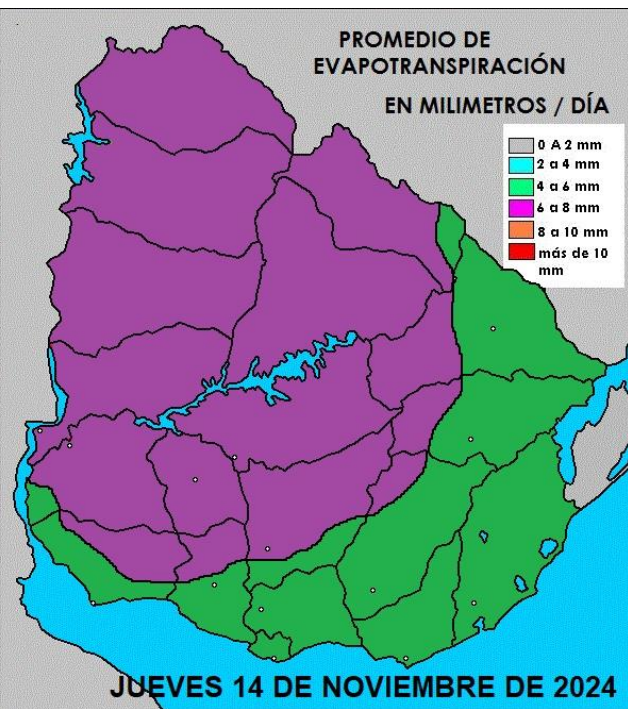 PROMEDIO DE
EVAPOTRANSPIRACIÓN
EN MILIMETROS / DÍA
0 A 2 mm
2 a 4 mm
4 a 6 mm
6 a 8 mm
8 a 10 mm
más de 10
mm
JUEVES 14 DE NOVIEMBRE DE 2024